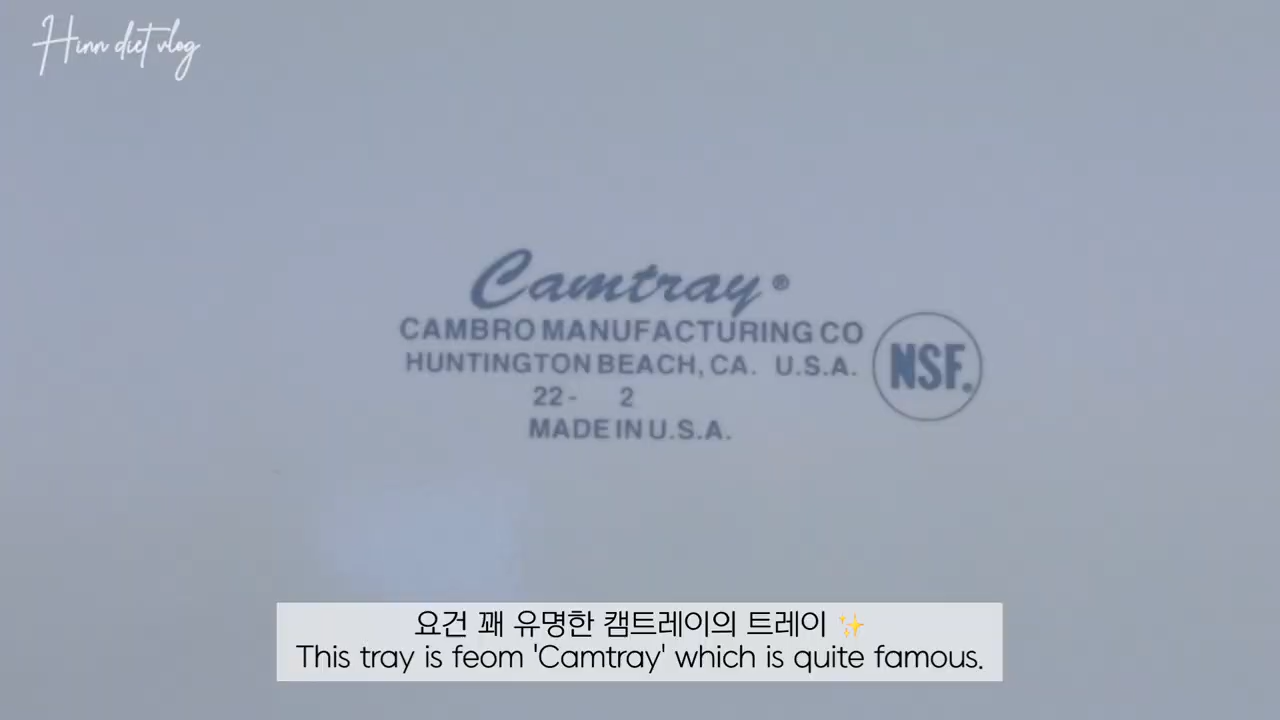 Hinn diet vlog
Camtray®
CAMBRO MANUFACTURING CO
HUNTINGTON BEACH, CA. U.S.A.
NSF.
22- 2
MADE IN U.S.A.
요건 꽤 유명한 캠트레이의 트레이 ✨
This tray is feom 'Camtray' which is quite famous.